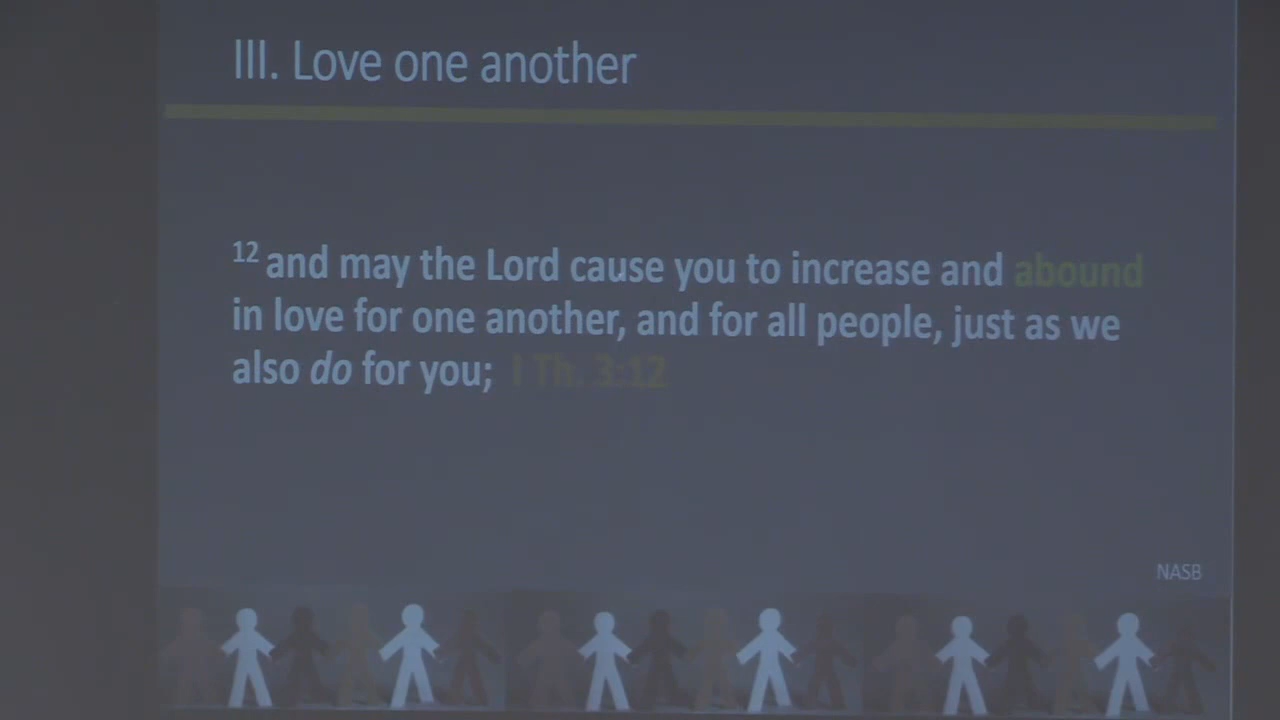 III. Love one another
12 and may the Lord cause you to increase and abound
in love for one another, and for all people, just as we
also do for you; I Th. 3:12
NASB